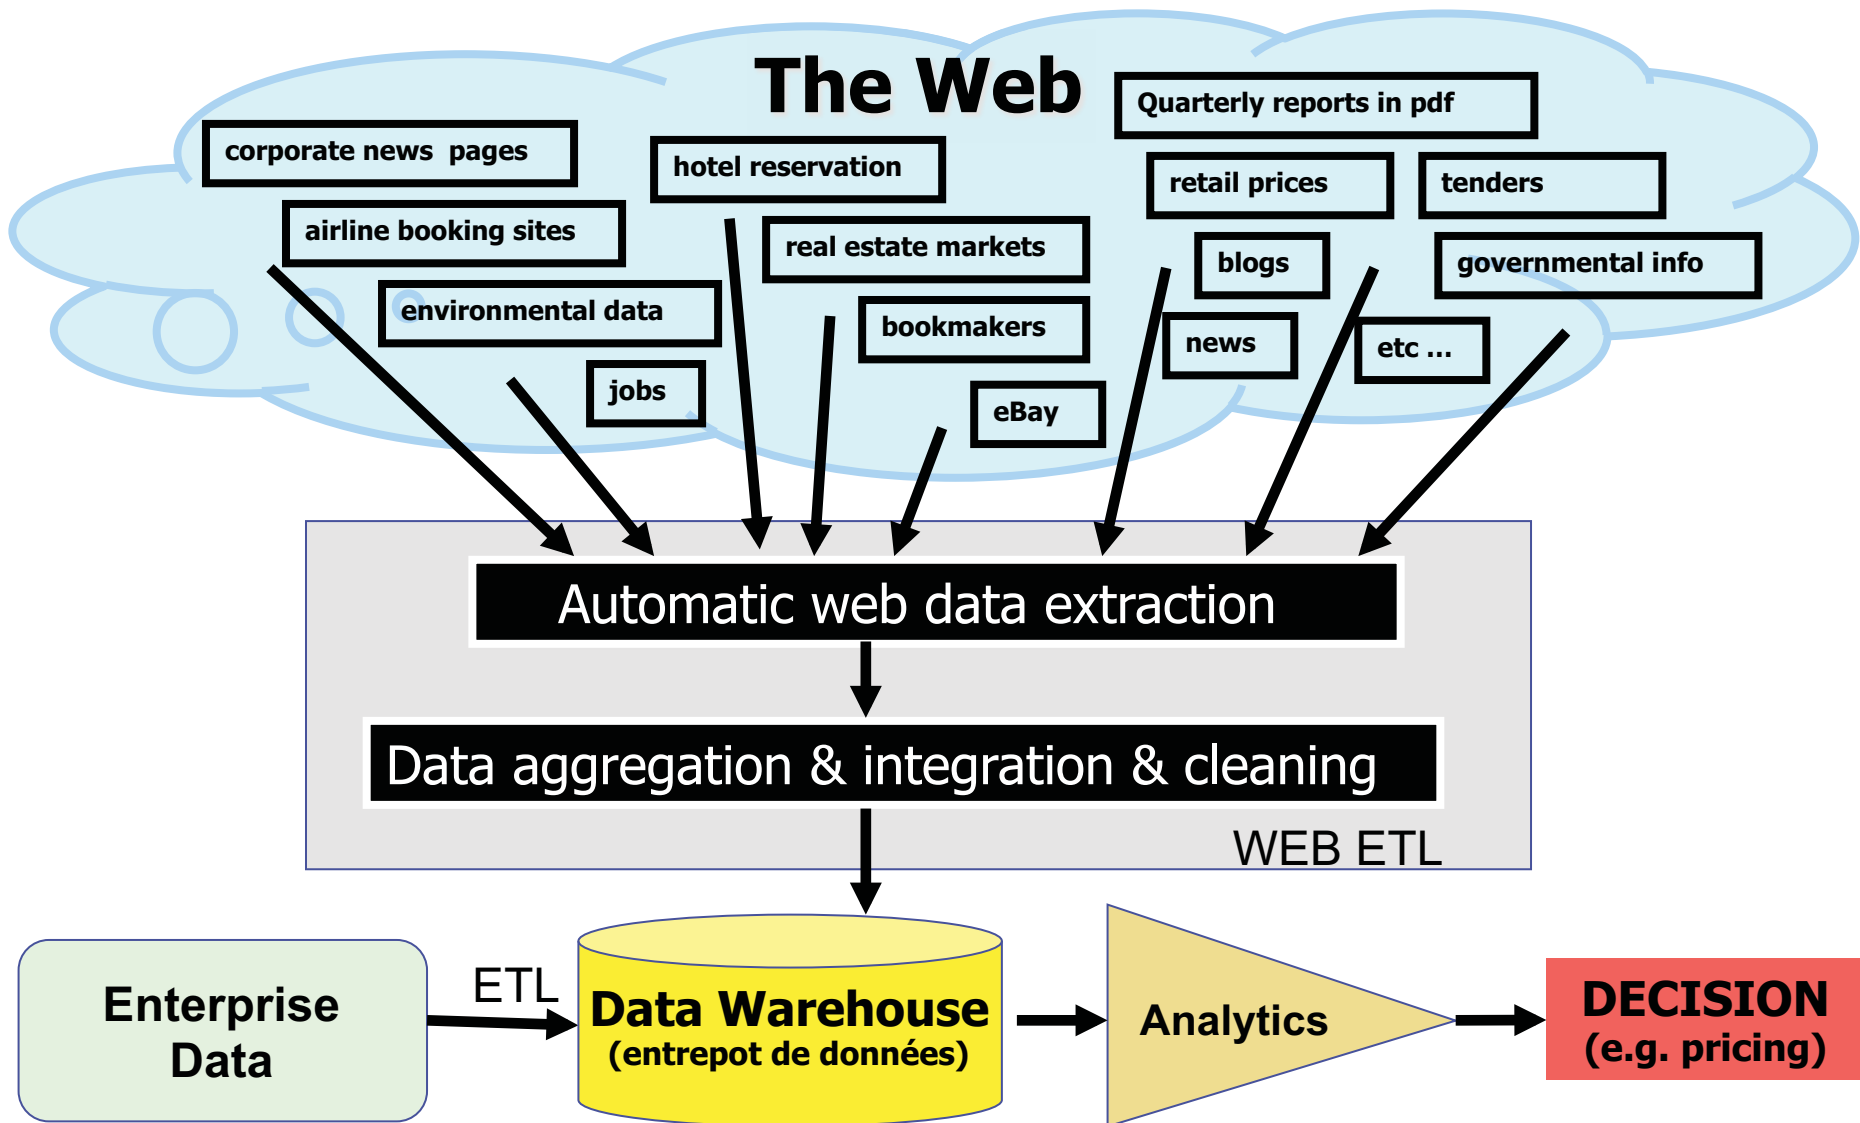 The Web
Quarterly reports in pdf
corporate news pages
hotel reservation
retail prices
tenders
airline booking sites
real estate markets
blogs
governmental info
environmental data
bookmakers
news
etc ...
jobs
eBay
Automatic web data extraction
Data aggregation & integration & cleaning
WEB ETL
Enterprise
Data
ETL
Data Warehouse
(entrepot de données)
Analytics
DECISION
(e.g. pricing)